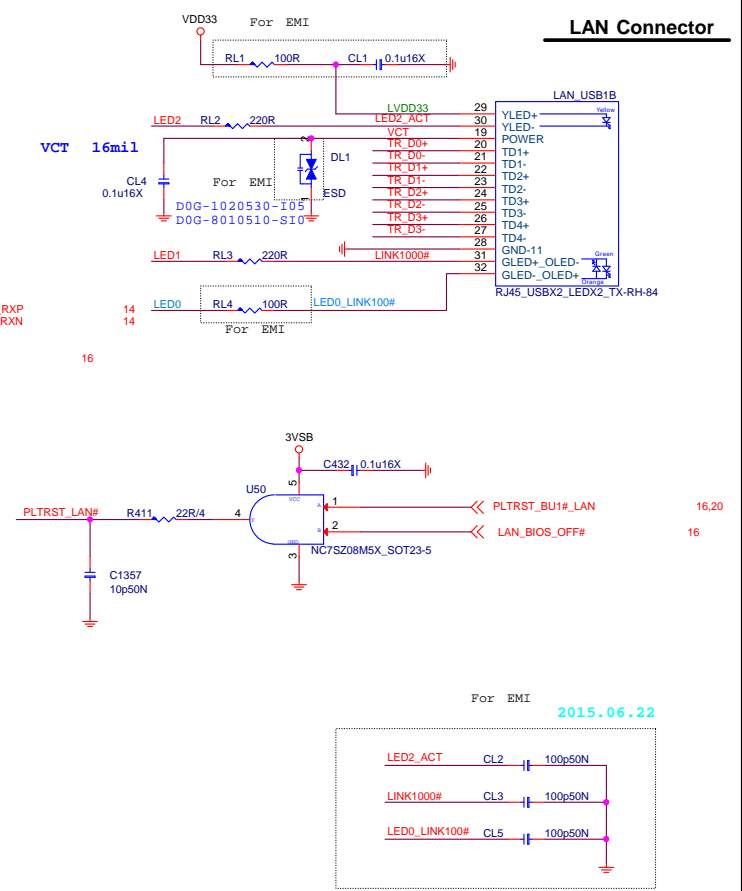 LAN Connector
VDD33
For EMI
RL1 100R CL1 0.1u16X
LAN_USB1B
LVDD33 29 YLED+ Yellow
LED2 RL2 220R LED2_ACT 30 YLED-
VCT 19 POWER
VCT 16mil
TR_D0+ 20 TD1+
TR_D0- 21 TD1-
TR_D1+ 22 TD2+
TR_D1- 23 TD2-
TR_D2+ 24 TD3+
TR_D2- 25 TD3-
TR_D3+ 26 TD4+
TR_D3- 27 TD4-
28 GND-11
2
DL1
CL4
0.1u16X
For EMI
1
ESD
D0G-1020530-I05
D0G-8010510-SI0
LED1 RL3 220R LINK1000# 31 GLED+_OLED- Green
32 GLED-_OLED+ Orange
RJ45_USBX2_LEDX2_TX-RH-84
LED0 RL4 100R LED0_LINK100#
For EMI
_RXP 14
RXN 14
16
3VSB
C432 0.1u16X
U50
5
VCC
PLTRST_LAN# R411 22R/4 4 Y
A 1 PLTRST_BU1#_LAN 16,20
B 2 LAN_BIOS_OFF# 16
GND
3
NC7SZ08M5X_SOT23-5
C1357
10p50N
For EMI
2015.06.22
LED2_ACT CL2 100p50N
LINK1000# CL3 100p50N
LED0_LINK100# CL5 100p50N